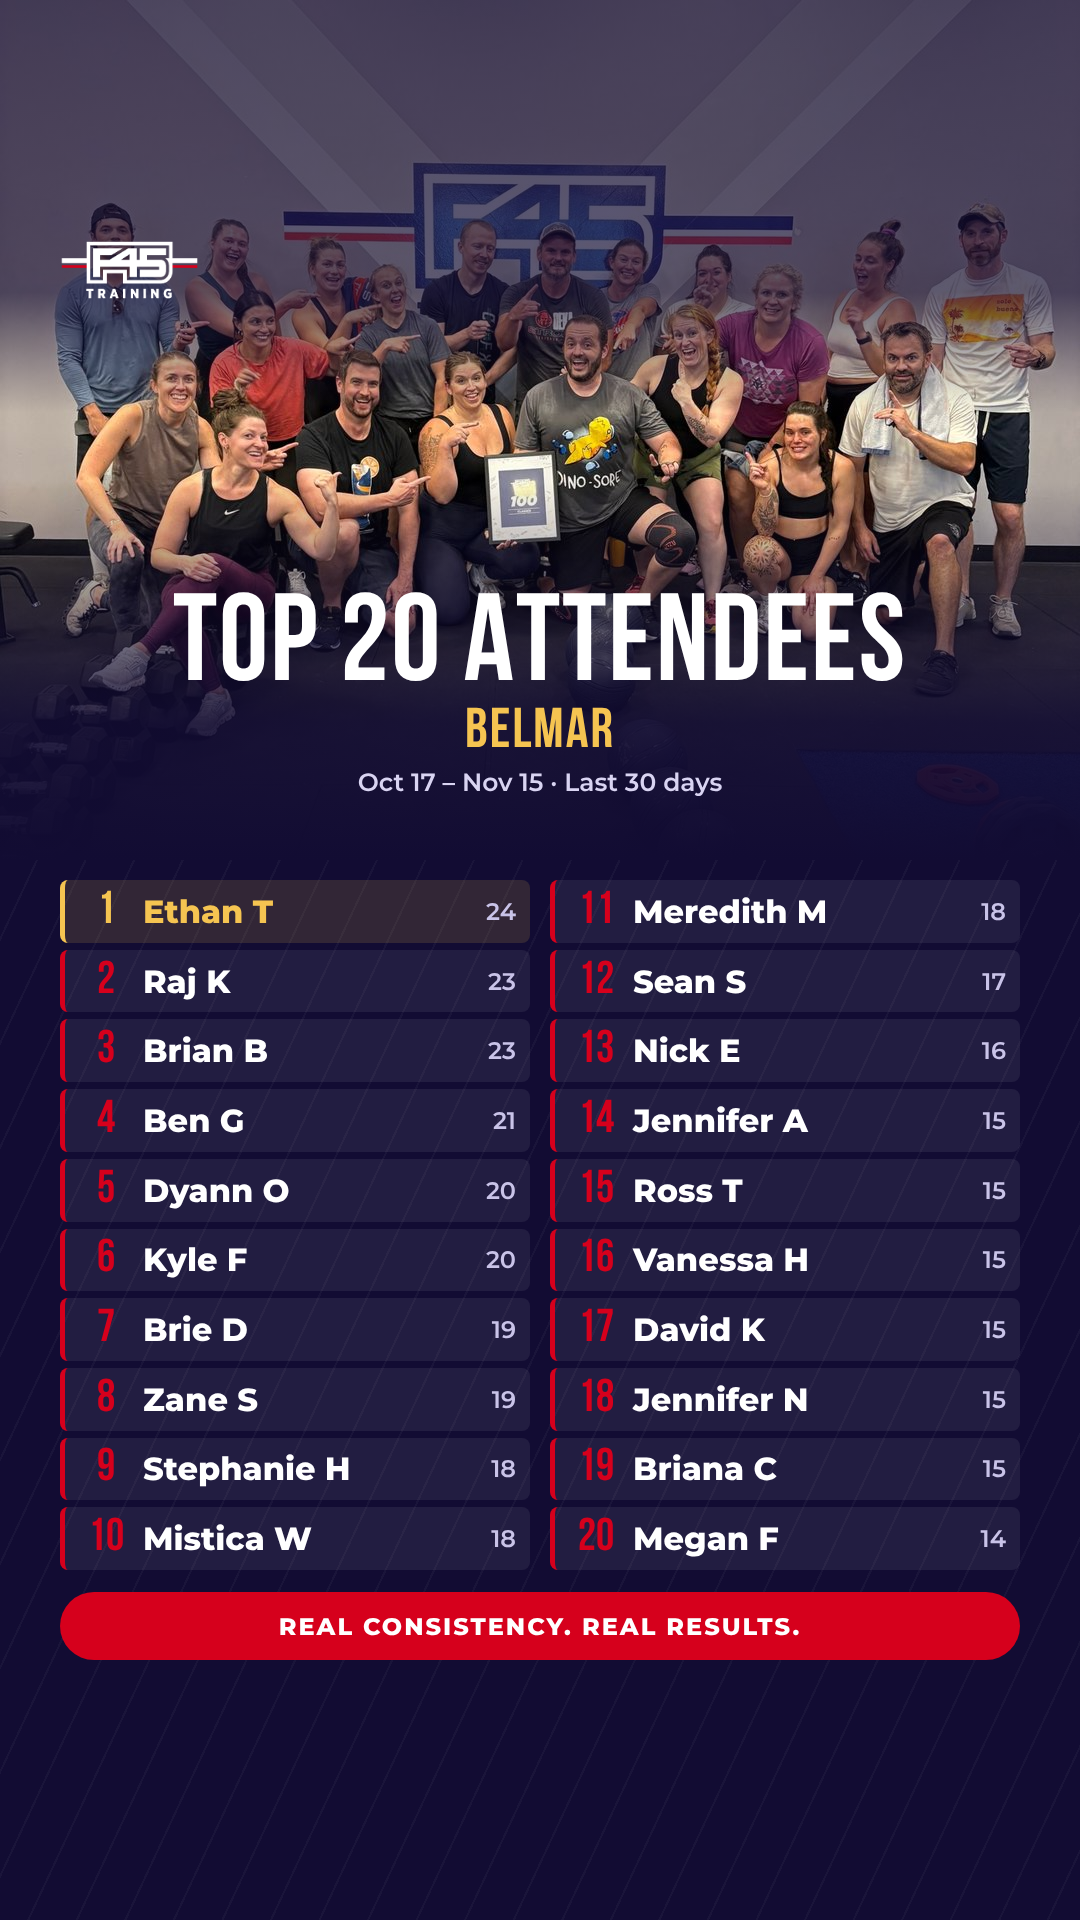 F45
F45
TRAINING
DINO-SORE
100
TOP 20 ATTENDEES
BELMAR
Oct 17 – Nov 15 · Last 30 days
1 Ethan T 24
2 Raj K 23
3 Brian B 23
4 Ben G 21
5 Dyann O 20
6 Kyle F 20
7 Brie D 19
8 Zane S 19
9 Stephanie H 18
10 Mistica W 18
11 Meredith M 18
12 Sean S 17
13 Nick E 16
14 Jennifer A 15
15 Ross T 15
16 Vanessa H 15
17 David K 15
18 Jennifer N 15
19 Briana C 15
20 Megan F 14
REAL CONSISTENCY. REAL RESULTS.